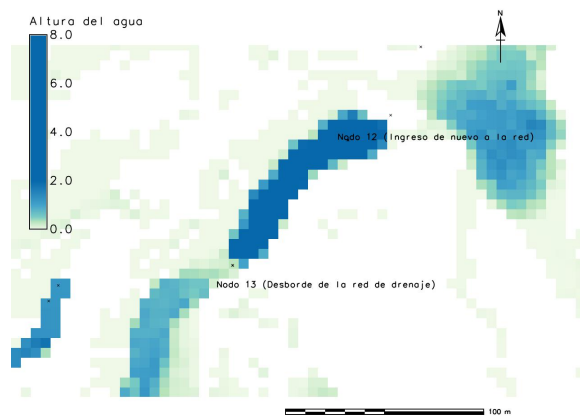 Altura del agua
N
8.0
6.0
4.0
2.0
0.0
Nodo 12 (Ingreso de nuevo a la red)
Nodo 13 (Desborde de la red de drenaje)
100 m